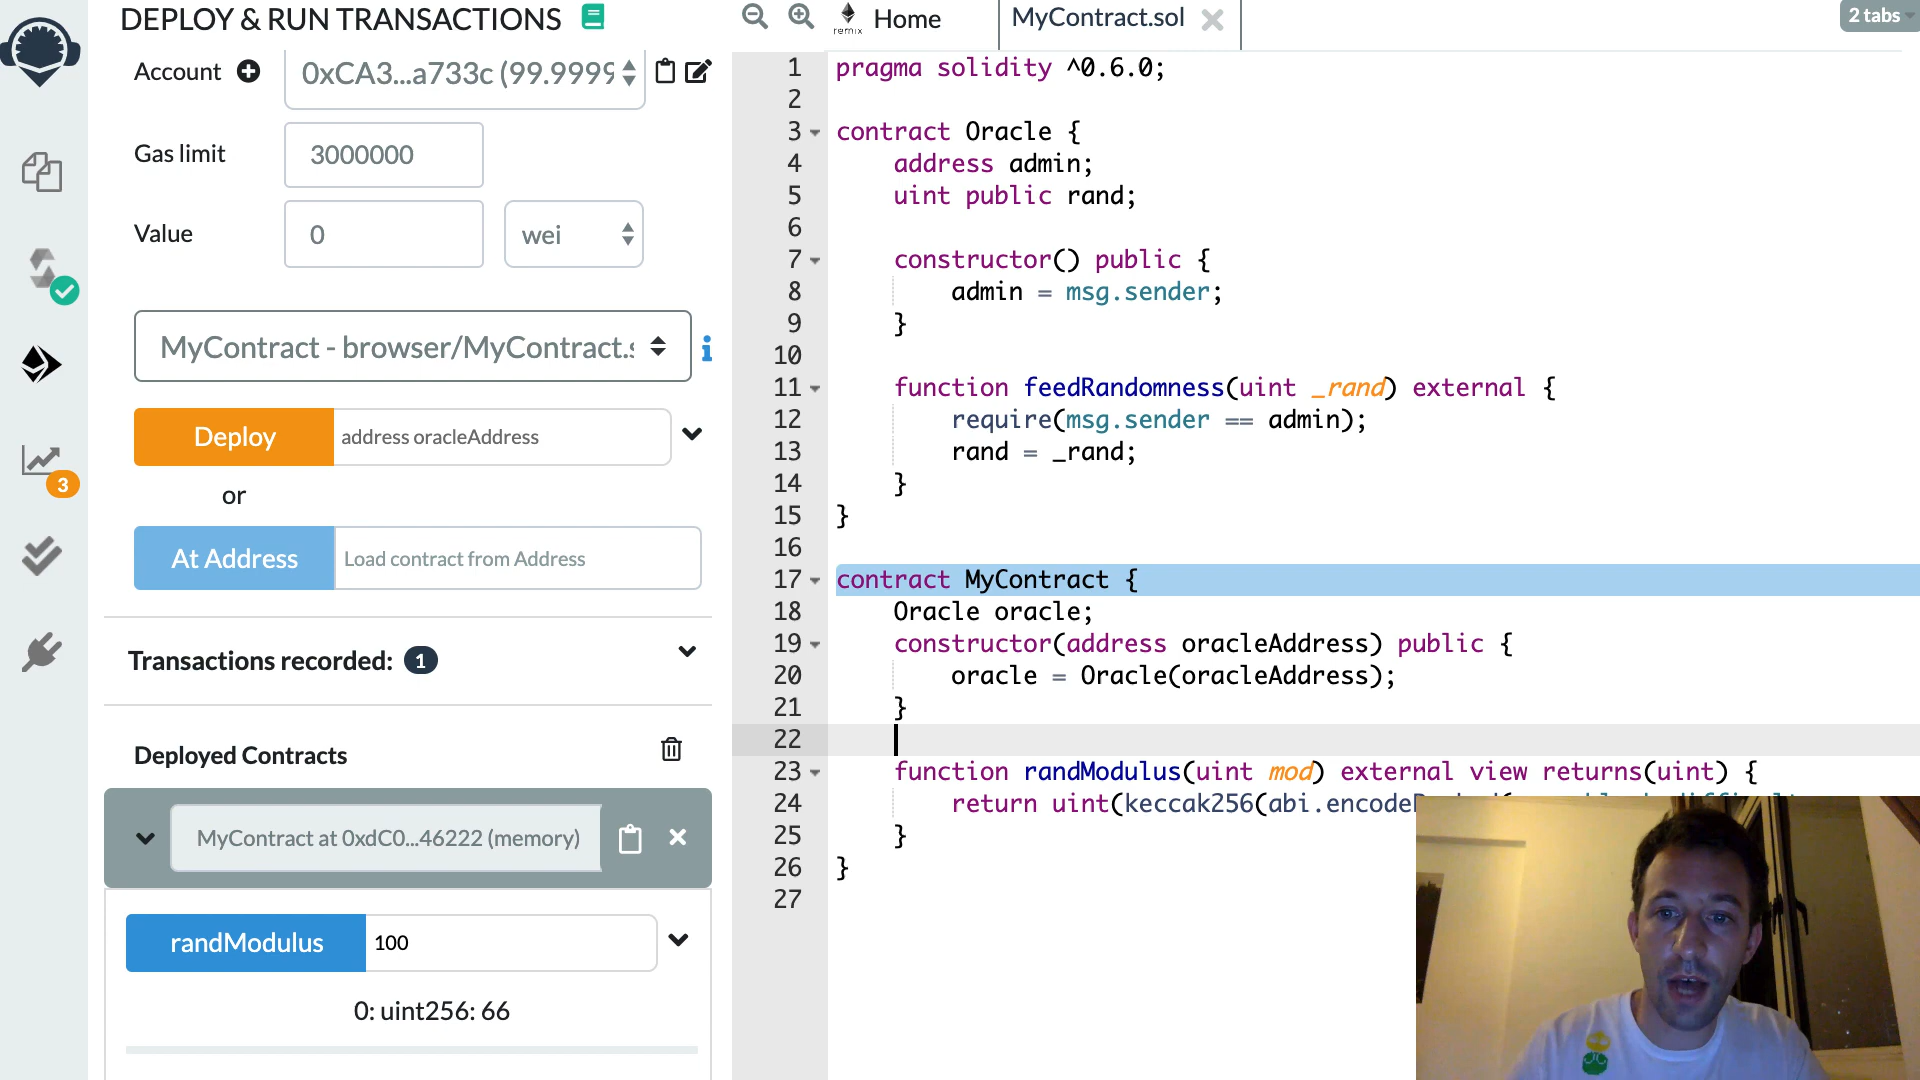 DEPLOY & RUN TRANSACTIONS
Account
0xCA3...a733c (99.9999
Gas limit
3000000
Value
0
wei
MyContract - browser/MyContract.s
Deploy
address oracleAddress
or
At Address
Load contract from Address
3
Transactions recorded: 1
Deployed Contracts
MyContract at 0xdC0...46222 (memory)
randModulus
100
0: uint256: 66
remix
Home
MyContract.sol
2 tabs
1 pragma solidity ^0.6.0;
2
3 contract Oracle {
4 address admin;
5 uint public rand;
6
7 constructor() public {
8 admin = msg.sender;
9 }
10
11 function feedRandomness(uint _rand) external {
12 require(msg.sender == admin);
13 rand = _rand;
14 }
15 }
16
17 contract MyContract {
18 Oracle oracle;
19 constructor(address oracleAddress) public {
20 oracle = Oracle(oracleAddress);
21 }
22
23 function randModulus(uint mod) external view returns(uint) {
24 return uint(keccak256(abi.encodeP
25 }
26 }
27